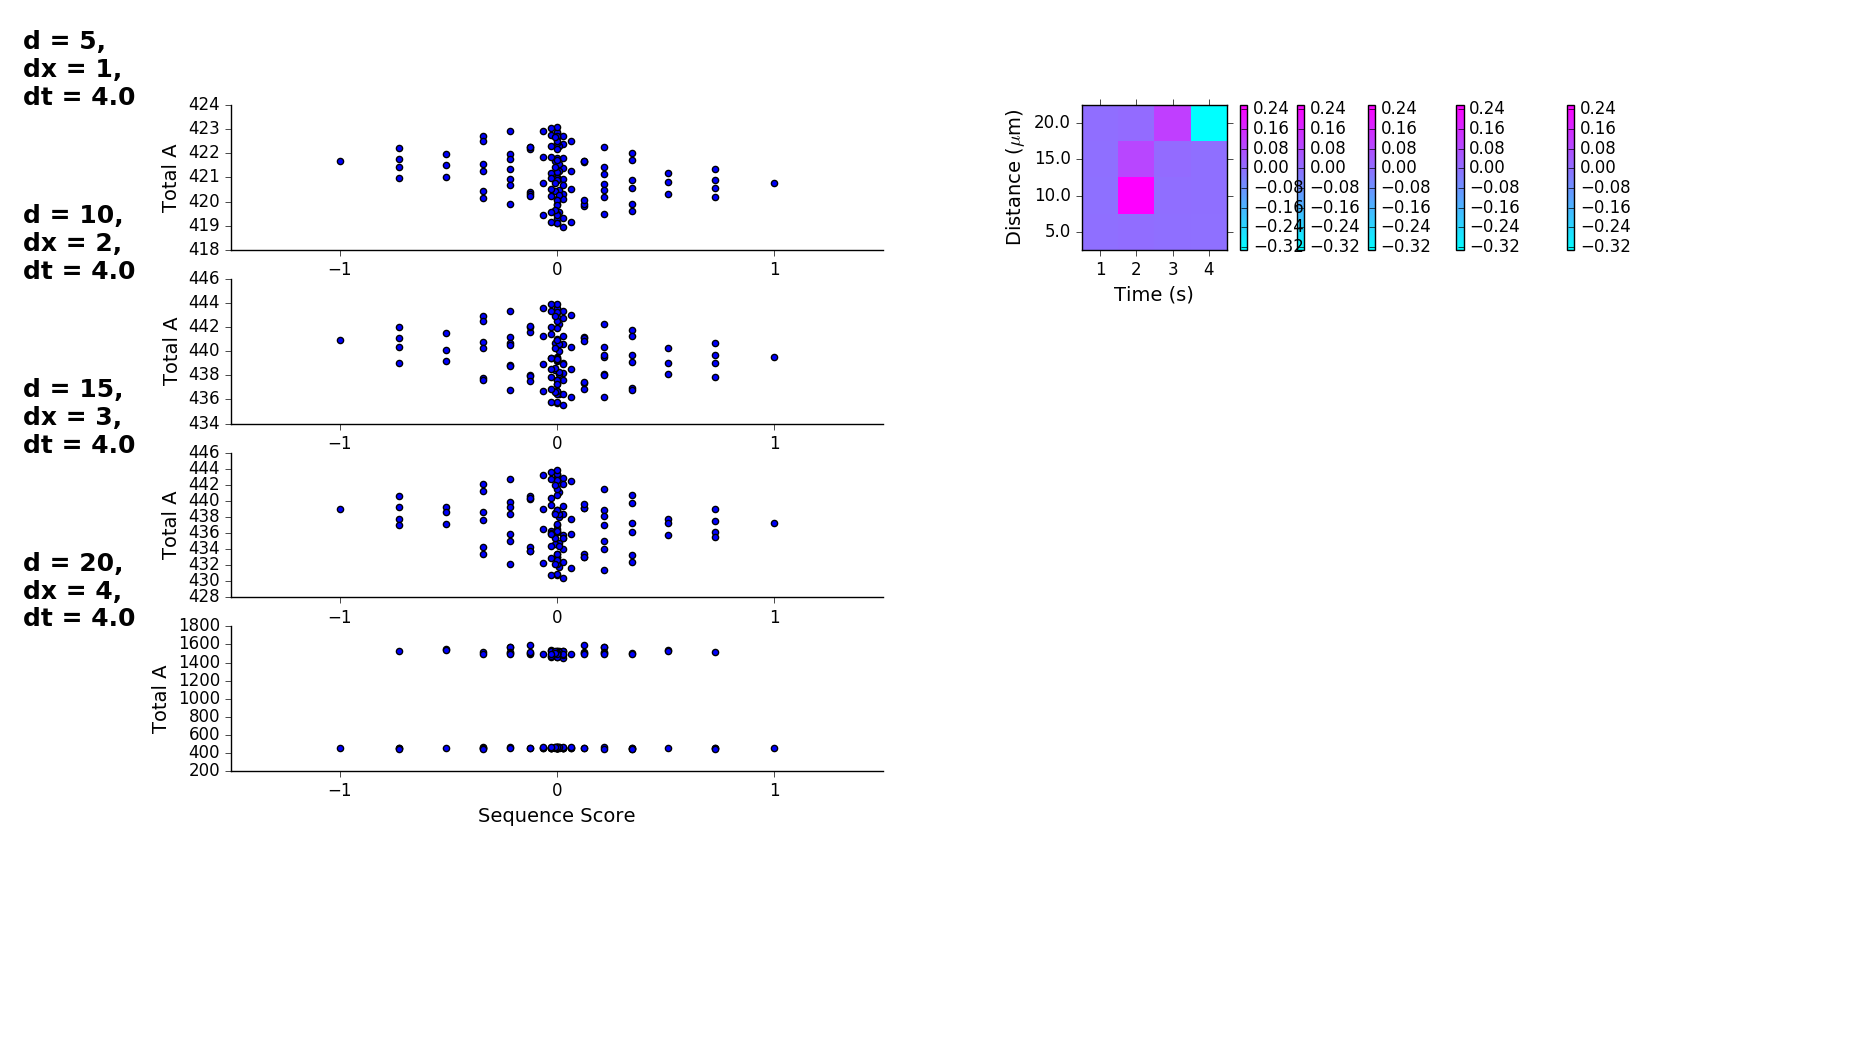 d = 5,
dx = 1,
dt = 4.0
424
423
422
421
420
419
418
Total A
−1 0 1
d = 10,
dx = 2,
dt = 4.0
446
444
442
440
438
436
434
Total A
−1 0 1
d = 15,
dx = 3,
dt = 4.0
446
444
442
440
438
436
434
432
430
428
Total A
−1 0 1
d = 20,
dx = 4,
dt = 4.0
1800
1600
1400
1200
1000
800
600
400
200
Total A
−1 0 1
Sequence Score
Distance (μm)
20.0
15.0
10.0
5.0
1 2 3 4
Time (s)
0.24 0.24 0.24 0.24 0.24
0.16 0.16 0.16 0.16 0.16
0.08 0.08 0.08 0.08 0.08
0.00 0.00 0.00 0.00 0.00
−0.08 −0.08 −0.08 −0.08 −0.08
−0.16 −0.16 −0.16 −0.16 −0.16
−0.24 −0.24 −0.24 −0.24 −0.24
−0.32 −0.32 −0.32 −0.32 −0.32